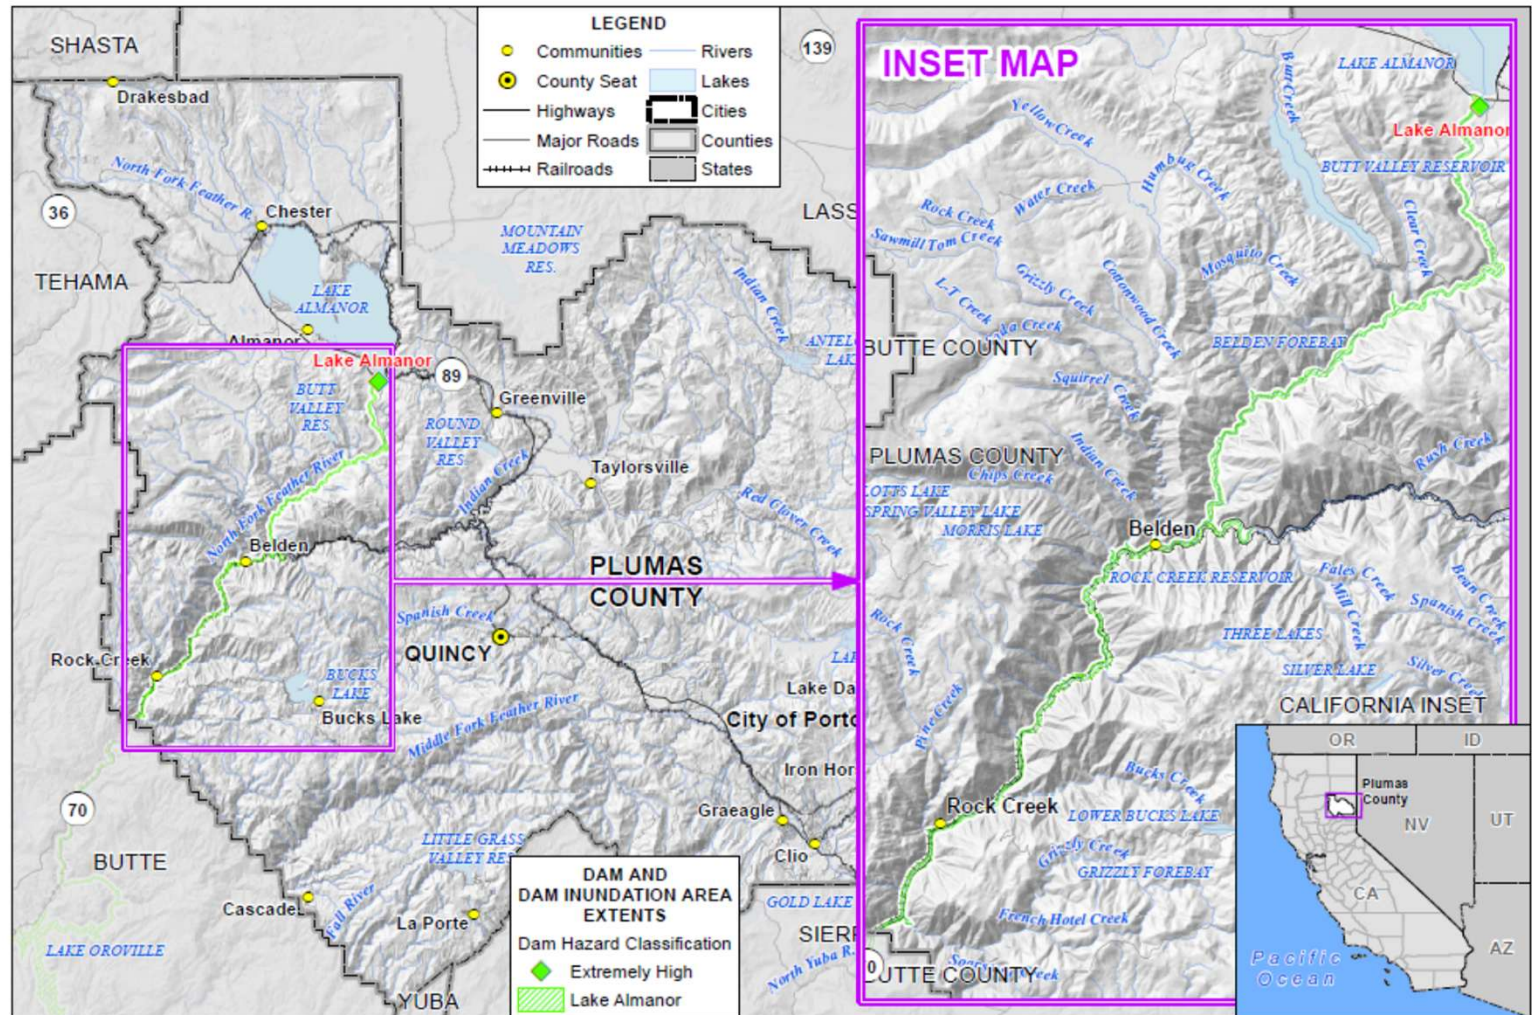 SHASTA
Drakesbad
North Fork Feather R.
36
Chester
TEHAMA
LAKE
ALMANOR
Almanor
Lake Almanor
BUTT
VALLEY
RES.
89
ROUND
VALLEY
RES.
Greenville
Taylorsville
Indian Creek
North Fork Feather River
Belden
Rock Creek
BUCKS
LAKE
Bucks Lake
Spanish Creek
QUINCY
Middle Fork Feather River
PLUMAS
COUNTY
Red Clover Creek
Indian Creek
MOUNTAIN
MEADOWS
RES.
139
LASS
ANTEL
LAK
LAK
Lake Da
City of Porto
Iron Hor
Graeagle
Clio
LITTLE GRASS
VALLEY RES
70
BUTTE
LAKE OROVILLE
Cascade
Fall River
La Porte
YUBA
GOLD LAKE
SIERR
North Yuba R.
LEGEND
Communities
County Seat
Highways
Major Roads
Railroads
Rivers
Lakes
Cities
Counties
States
DAM AND
DAM INUNDATION AREA
EXTENTS
Dam Hazard Classification
Extremely High
Lake Almanor
INSET MAP
LAKE ALMANOR
Lake Almanor
Butt Creek
BUTT VALLEY RESERVOIR
Yellow Creek
Humbug Creek
Water Creek
Rock Creek
Sawmill Tom Creek
Clear Creek
Mosquito Creek
Grizzly Creek
Cottonwood Creek
L-T Creek
Creek
BUTTE COUNTY
BELDEN FOREBAY
Squirrel Creek
PLUMAS COUNTY
Indian Creek
Chips Creek
Rush Creek
LOTTS LAKE
SPRING VALLEY LAKE
MORRIS LAKE
Belden
ROCK CREEK RESERVOIR
Fales Creek
Mill Creek
Bean Creek
Spanish Creek
Rock Creek
THREE LAKES
SILVER LAKE
Silver Creek
Pine Creek
CALIFORNIA INSET
Bucks Creek
Rock Creek
LOWER BUCKS LAKE
Grizzly Creek
GRIZZLY FOREBAY
French Hotel Creek
0
BUTTE COUNTY
Creek
OR
ID
Plumas
County
NV
UT
CA
AZ
Pacific
Ocean